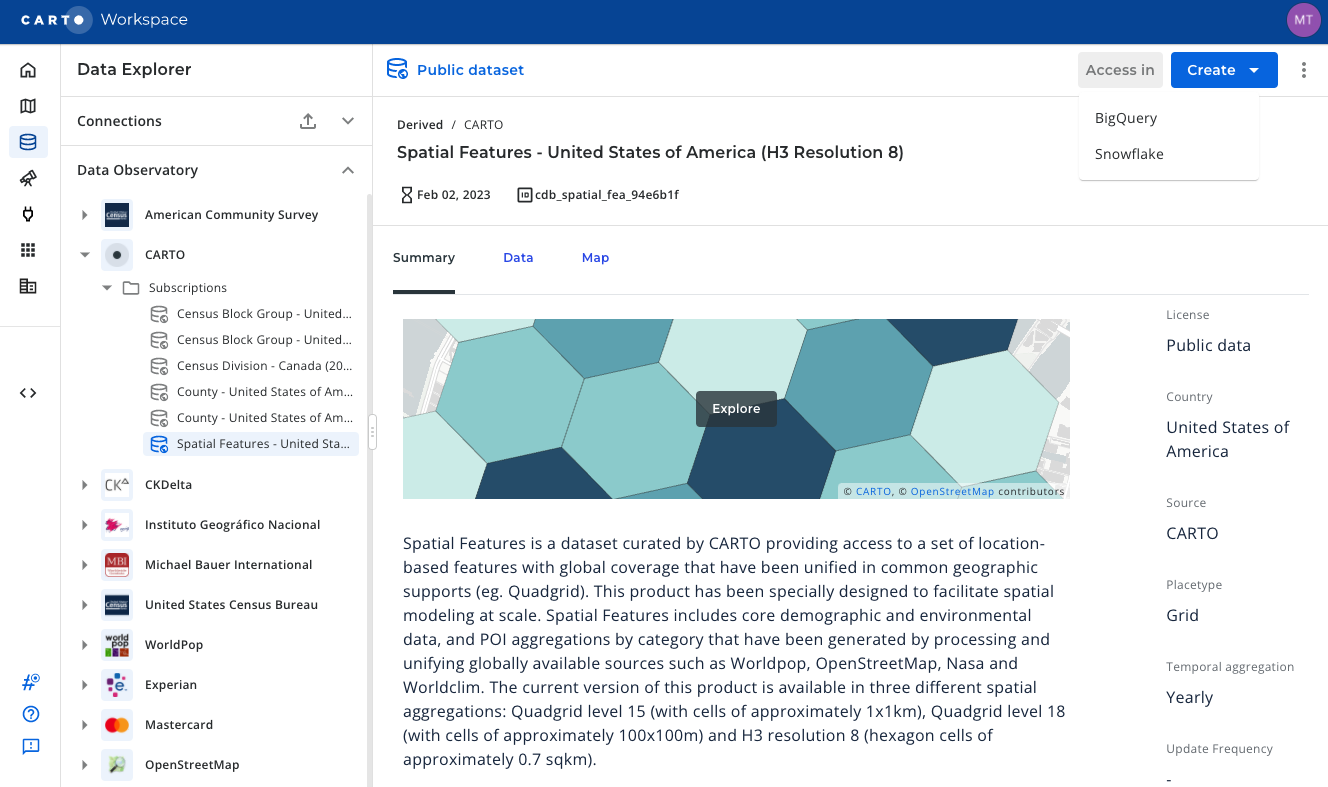 CARTO Workspace
MT
Data Explorer
Connections
Data Observatory
Census
American Community Survey
CARTO
Subscriptions
Census Block Group - United...
Census Block Group - United...
Census Division - Canada (20...
County - United States of Am...
County - United States of Am...
Spatial Features - United Sta...
CK
CKDelta
Instituto Geográfico Nacional
MBI
Michael Bauer International
Census
United States Census Bureau
world
pop
WorldPop
e.
Experian
Mastercard
OpenStreetMap
Public dataset
Access in
Create
BigQuery
Snowflake
Derived / CARTO
Spatial Features - United States of America (H3 Resolution 8)
Feb 02, 2023
ID
cdb_spatial_fea_94e6b1f
Summary
Data
Map
Explore
© CARTO, © OpenStreetMap contributors
Spatial Features is a dataset curated by CARTO providing access to a set of location-
based features with global coverage that have been unified in common geographic
supports (eg. Quadgrid). This product has been specially designed to facilitate spatial
modeling at scale. Spatial Features includes core demographic and environmental
data, and POI aggregations by category that have been generated by processing and
unifying globally available sources such as Worldpop, OpenStreetMap, Nasa and
Worldclim. The current version of this product is available in three different spatial
aggregations: Quadgrid level 15 (with cells of approximately 1x1km), Quadgrid level 18
(with cells of approximately 100x100m) and H3 resolution 8 (hexagon cells of
approximately 0.7 sqkm).
License
Public data
Country
United States of
America
Source
CARTO
Placetype
Grid
Temporal aggregation
Yearly
Update Frequency
-